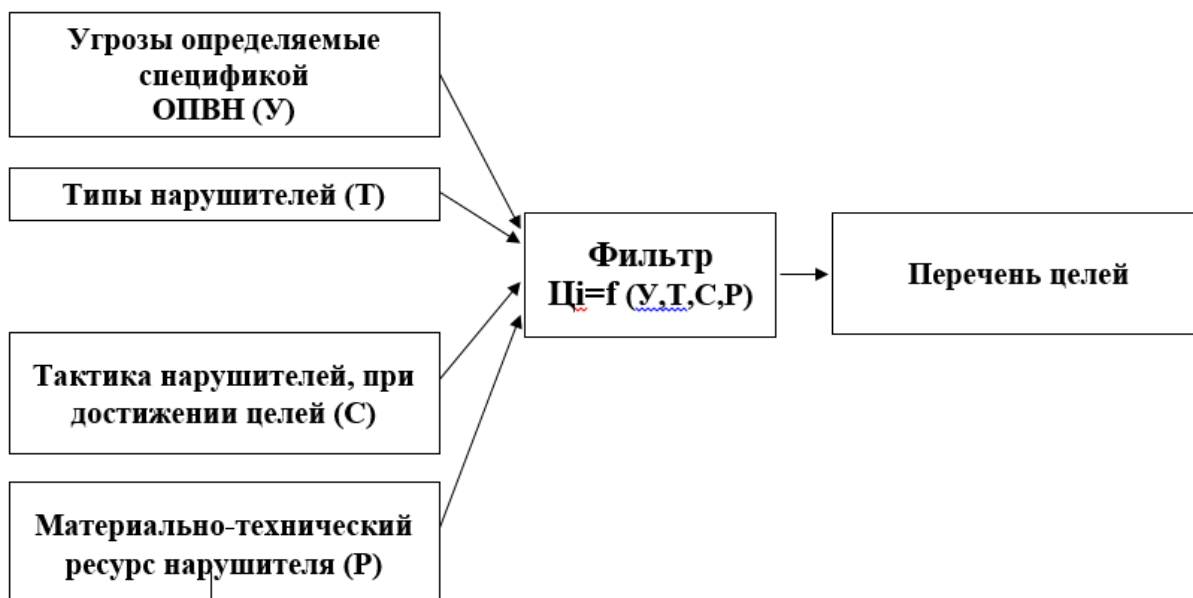 Угрозы определяемые
спецификой
ОПВН (У)
Типы нарушителей (Т)
Фильтр
Цi=f (У,Т,С,Р)
Перечень целей
Тактика нарушителей, при
достижении целей (С)
Материально-технический
ресурс нарушителя (Р)